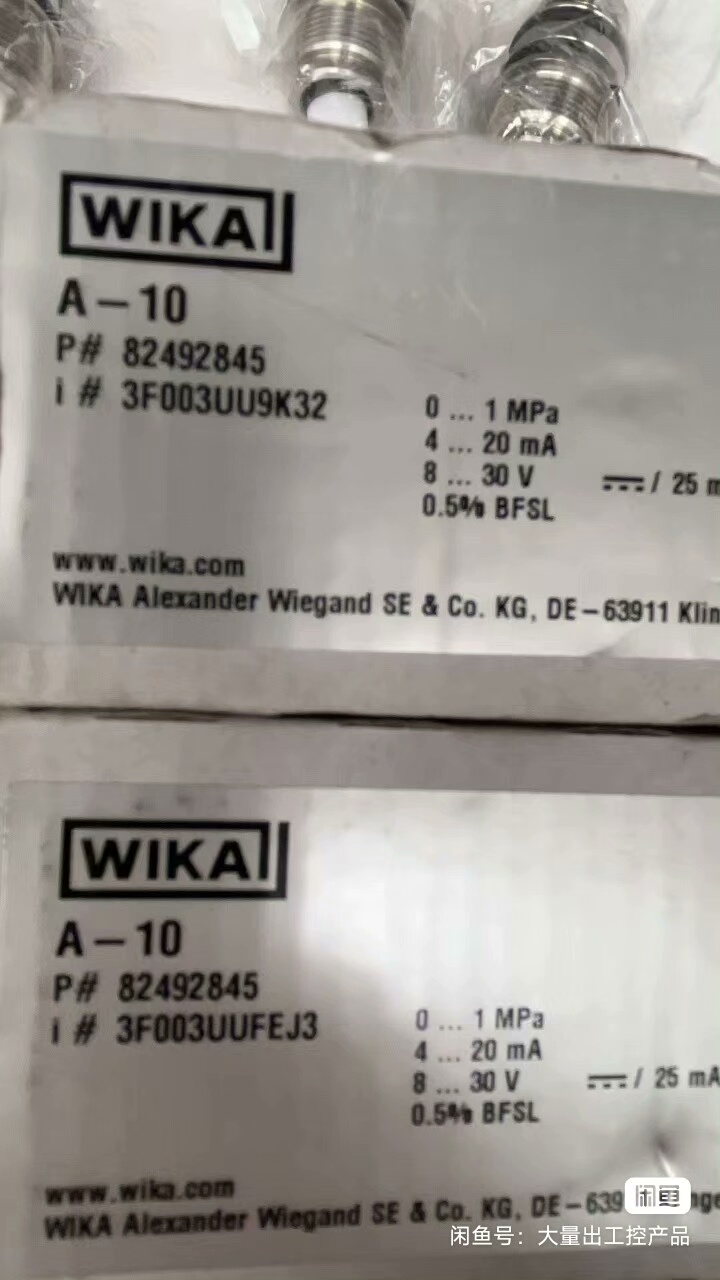 WIKA
A-10
P# 82492845
i # 3F003UU9K32
0 ... 1 MPa
4 ... 20 mA
8 ... 30 V ⎓ / 25 m
0.5% BFSL
www.wika.com
WIKA Alexander Wiegand SE & Co. KG, DE-63911 Klin
WIKA
A-10
P# 82492845
i # 3F003UUFEJ3
0 ... 1 MPa
4 ... 20 mA
8 ... 30 V ⎓ / 25 mA
0.5% BFSL
www.wika.com
WIKA Alexander Wiegand SE & Co. KG, DE-639
闲鱼
闲鱼号：大量出工控产品